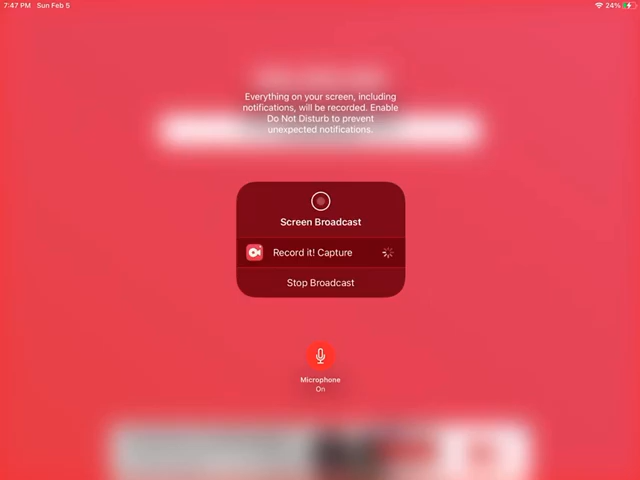 7:47 PM Sun Feb 5
24%
Everything on your screen, including
notifications, will be recorded. Enable
Do Not Disturb to prevent
unexpected notifications.
Screen Broadcast
Record it! Capture
Stop Broadcast
Microphone
On